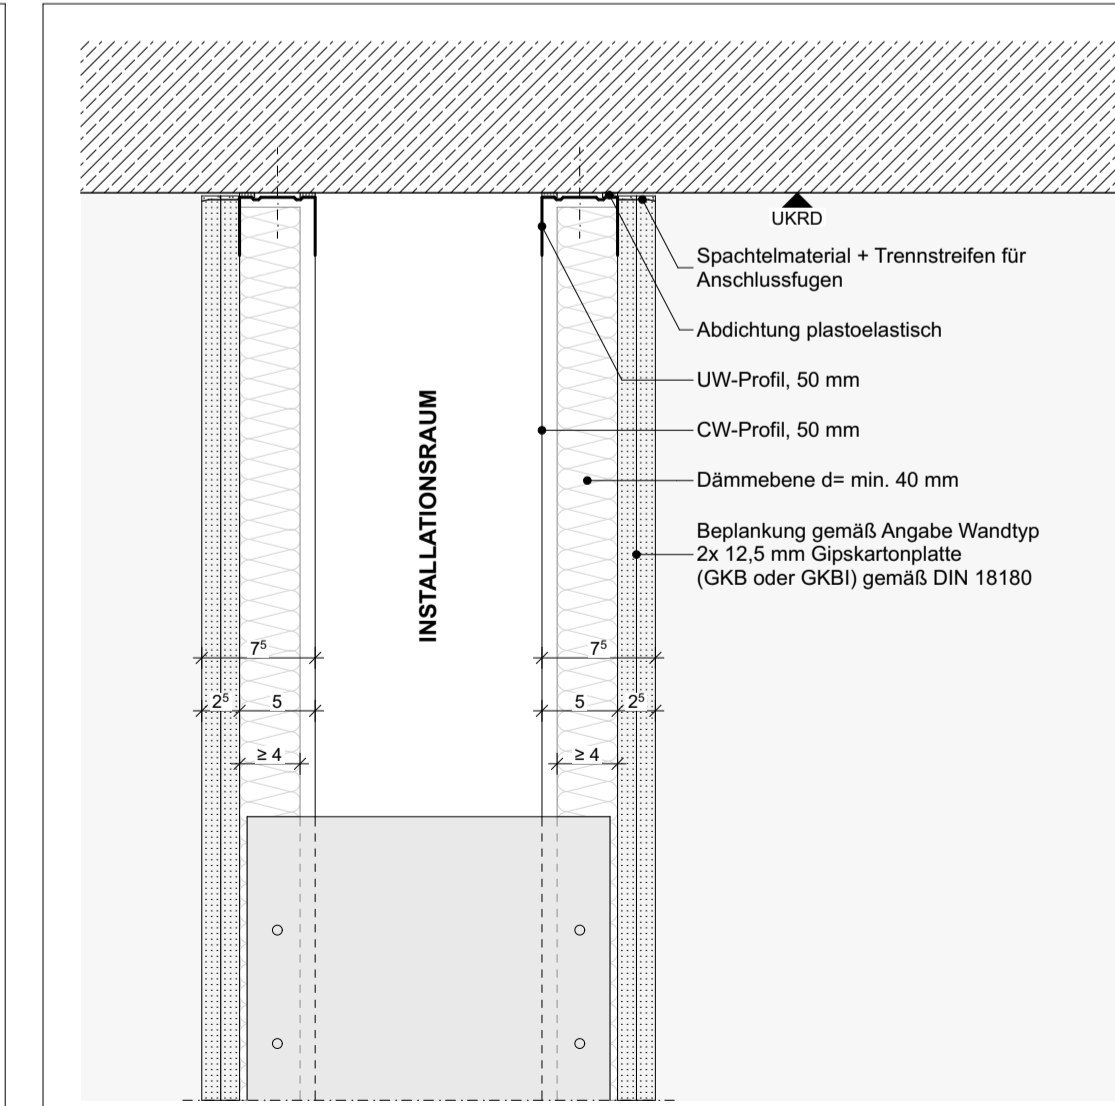 UKRD
Spachtelmaterial + Trennstreifen für
Anschlussfugen
Abdichtung plastoelastisch
UW-Profil, 50 mm
CW-Profil, 50 mm
INSTALLATIONSRAUM
Dämmebene d= min. 40 mm
Beplankung gemäß Angabe Wandtyp
2x 12,5 mm Gipskartonplatte
(GKB oder GKBI) gemäß DIN 18180
7⁵ 7⁵
2⁵ 5 5 2⁵
≥ 4 ≥ 4